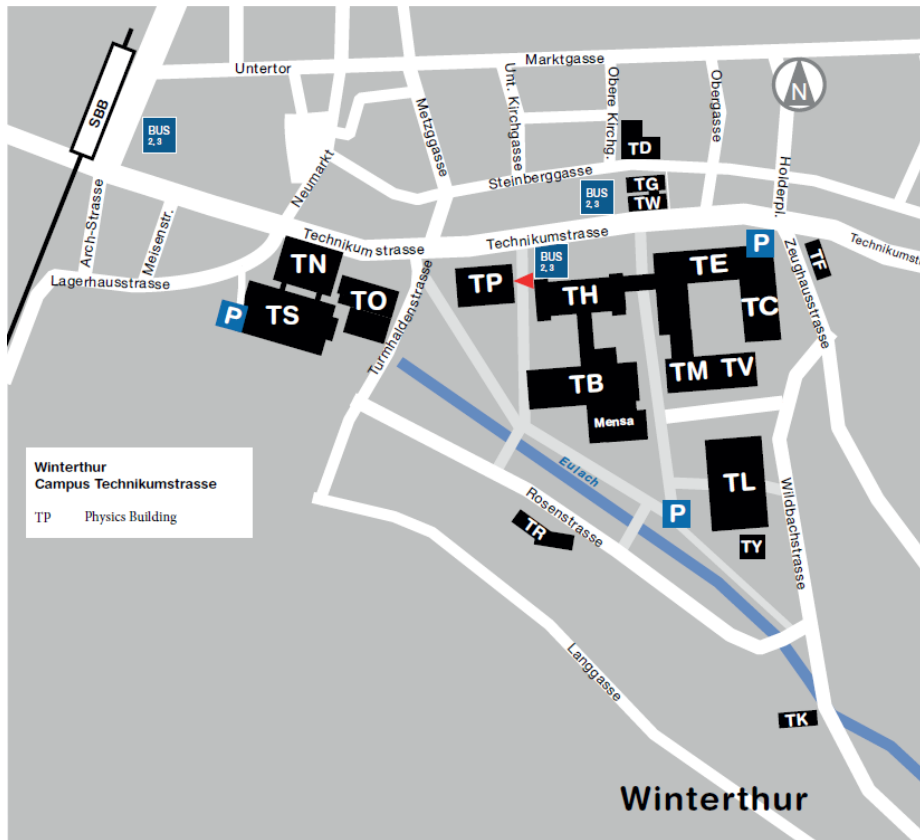 Marktgasse
Untertor
SBB
BUS
2, 3
Metzggasse
Unt. Kirchgasse
Obere Kirchg.
Obergasse
N
TD
Holderpl.
Neumarkt
Steinberggasse
TG
BUS
2, 3
TW
Arch-Strasse
Meisenstr.
Technikumstrasse
Technikumstrasse
P
Technikumstr
BUS
2, 3
Lagerhausstrasse
TN
TP
TH
TE
TF
Zeughausstrasse
TO
TS
P
TC
Turmhaldenstrasse
TB
TM
TV
Mensa
Winterthur
Campus Technikumstrasse
TP Physics Building
Eulach
Rosenstrasse
TL
P
TR
TY
Wildbachstrasse
Langgasse
TK
Winterthur